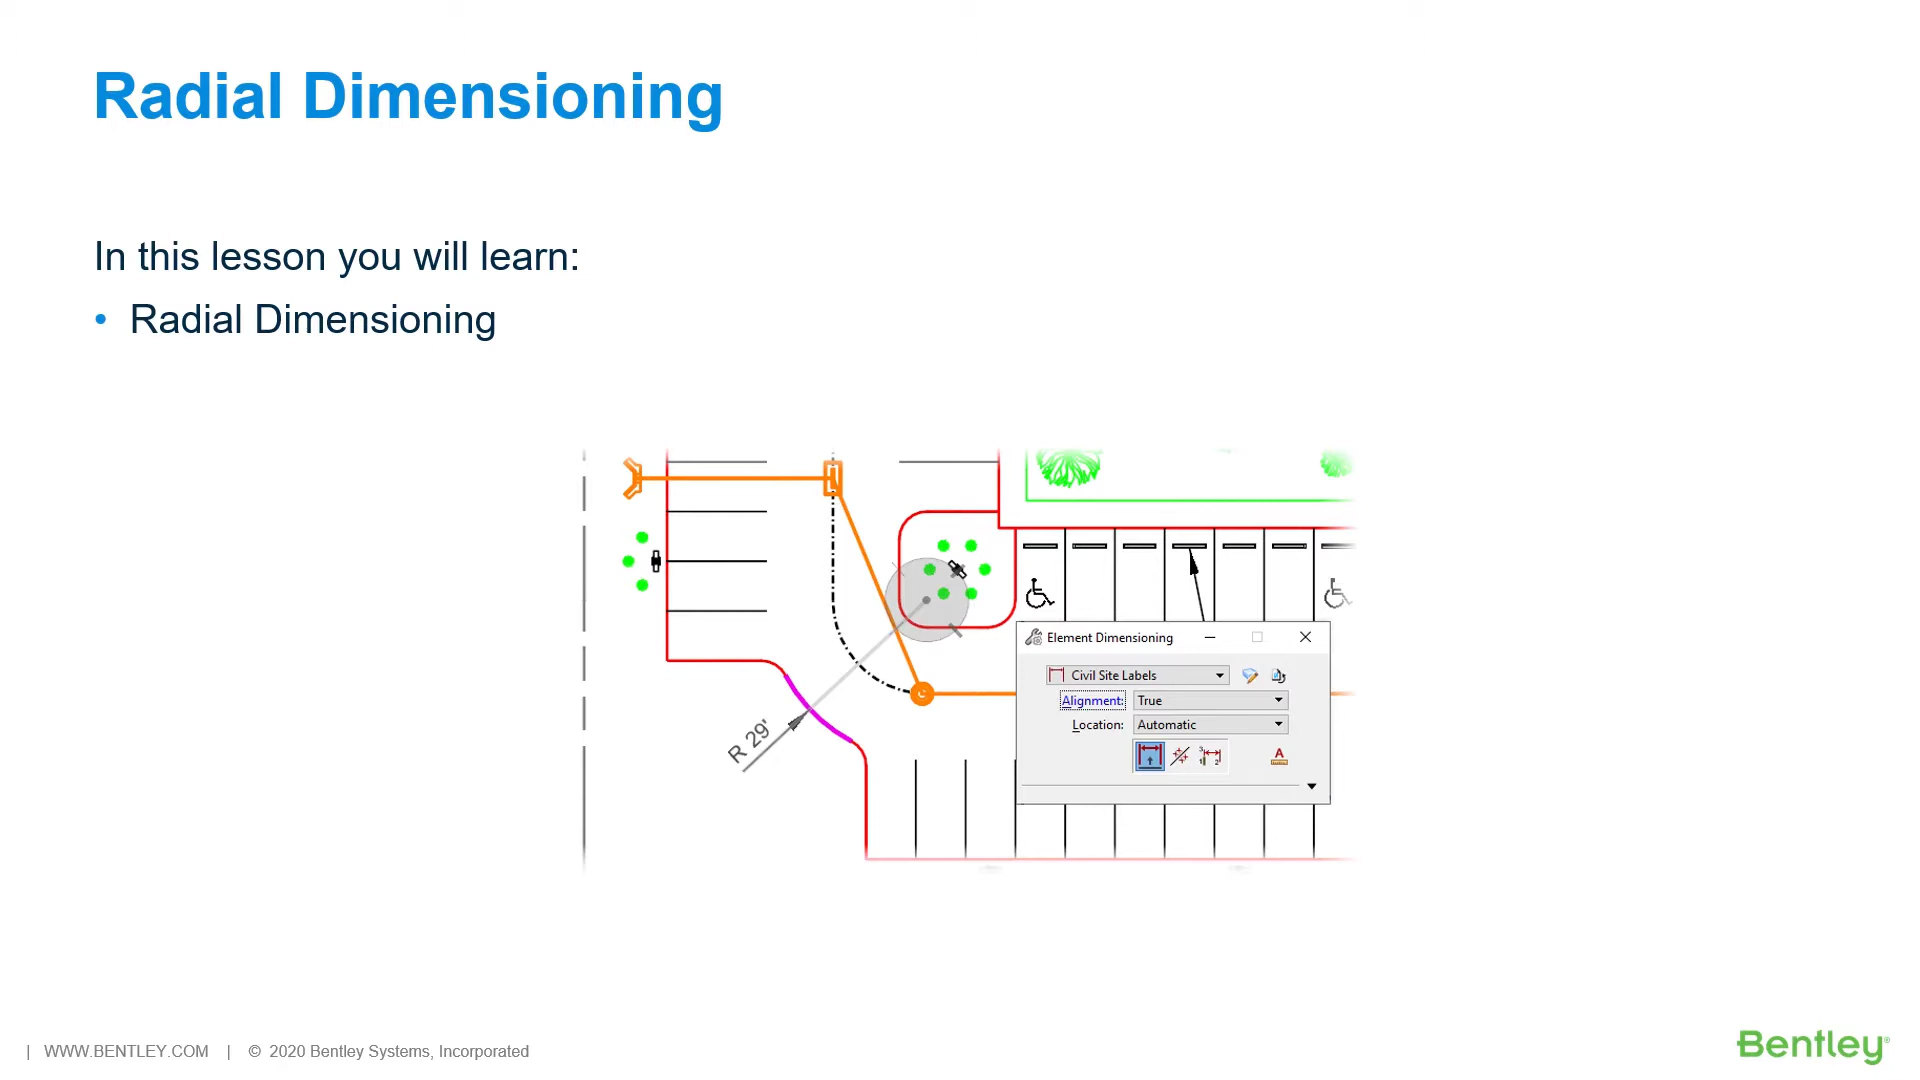 Radial Dimensioning
In this lesson you will learn:
• Radial Dimensioning
R 29'
Element Dimensioning
Civil Site Labels
Alignment: True
Location: Automatic
| WWW.BENTLEY.COM | © 2020 Bentley Systems, Incorporated
Bentley®